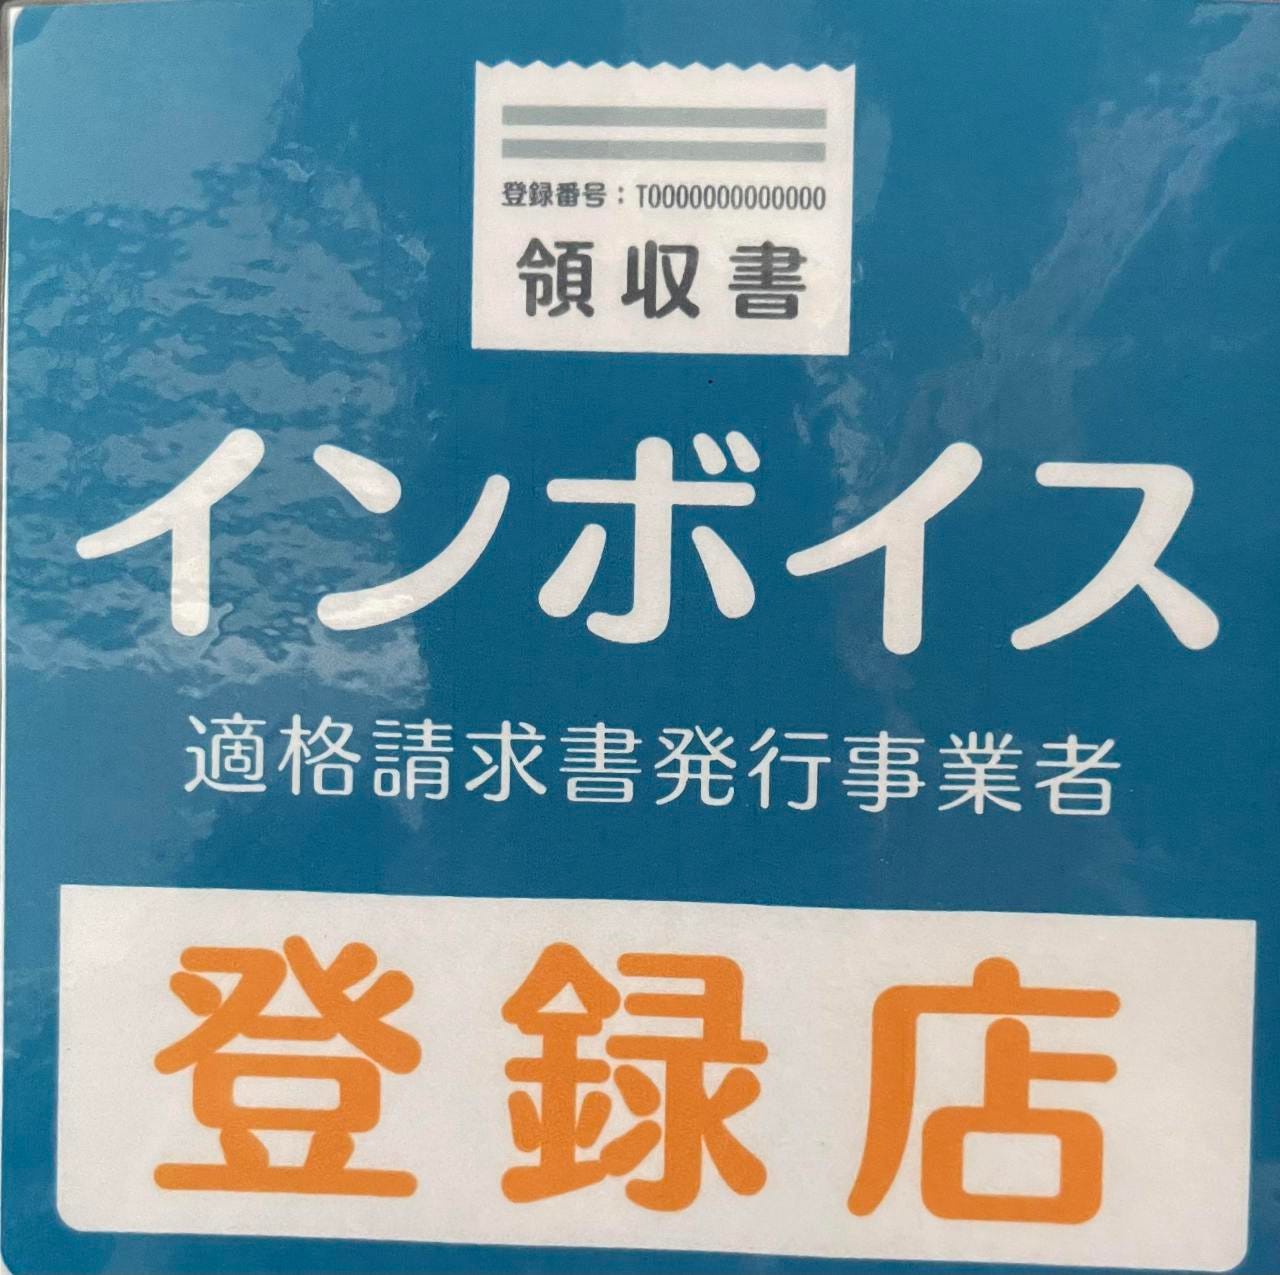 登録番号：T0000000000000
領収書
インボイス
適格請求書発行事業者
登録店